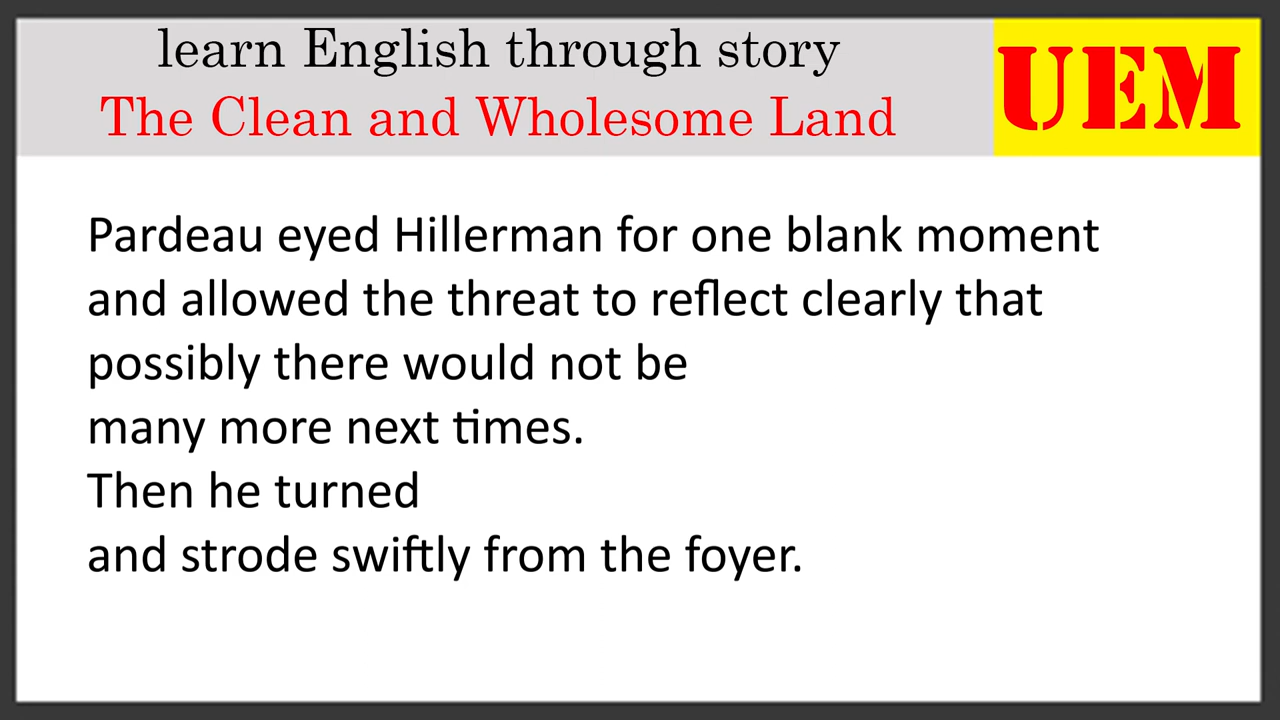 learn English through story
The Clean and Wholesome Land
UEM
Pardeau eyed Hillerman for one blank moment
and allowed the threat to reflect clearly that
possibly there would not be
many more next times.
Then he turned
and strode swiftly from the foyer.